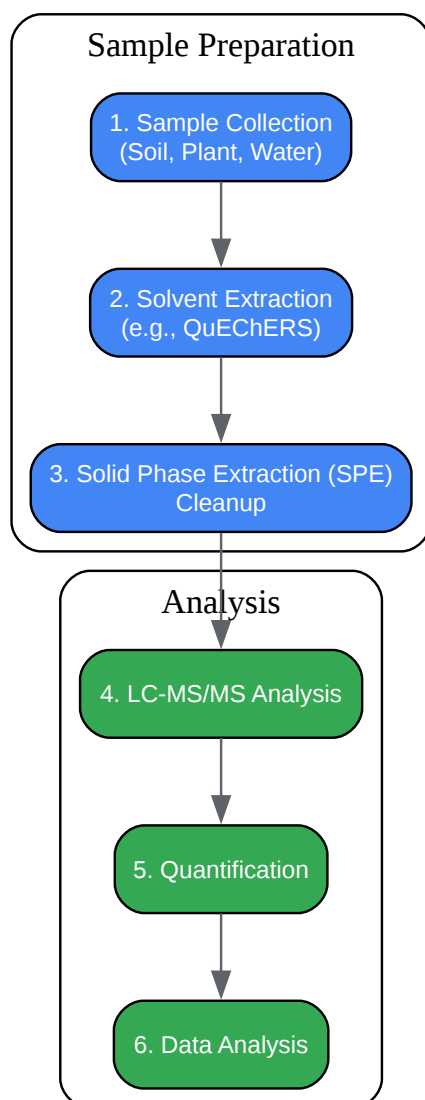 Sample Preparation
1. Sample Collection
(Soil, Plant, Water)
2. Solvent Extraction
(e.g., QuEChERS)
3. Solid Phase Extraction (SPE)
Cleanup
Analysis
4. LC-MS/MS Analysis
5. Quantification
6. Data Analysis